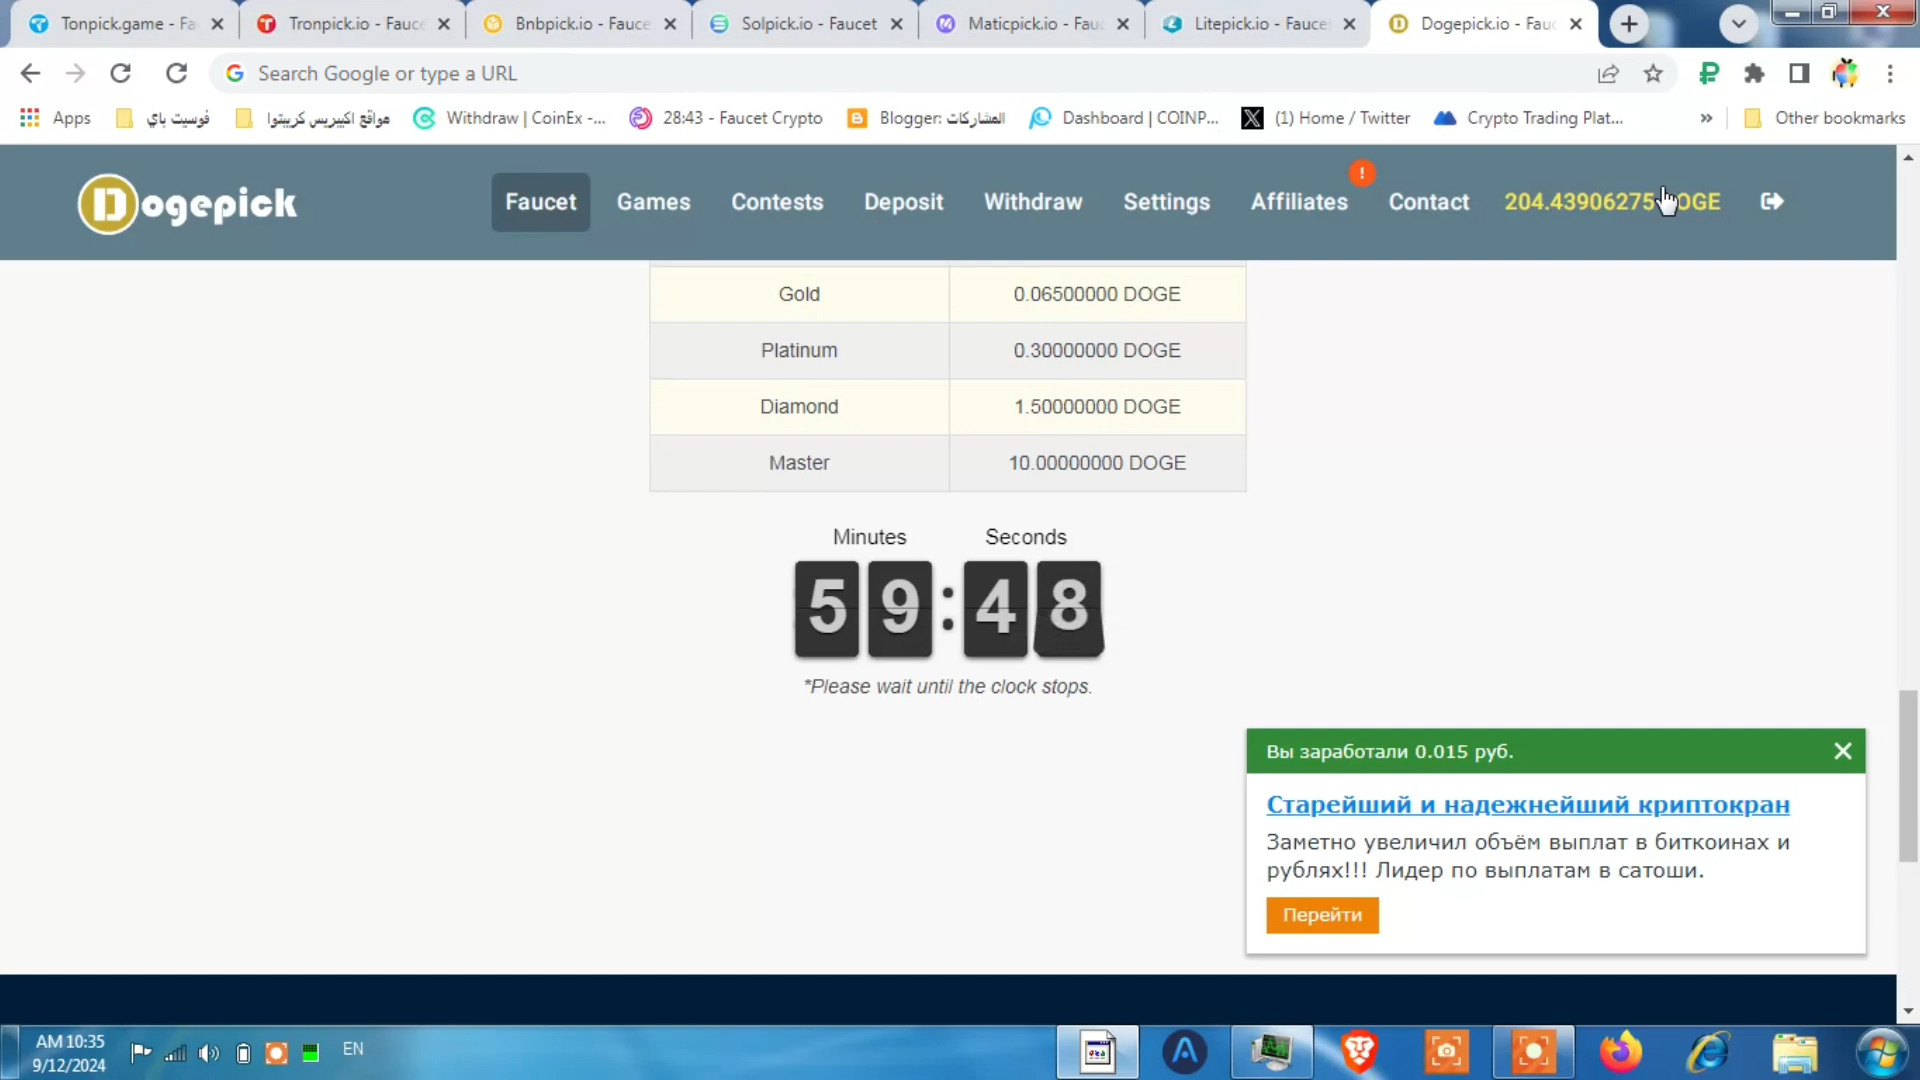 Tonpick.game - Fa
Tronpick.io - Fauce
Bnbpick.io - Fauce
Solpick.io - Faucet
Maticpick.io - Fau
Litepick.io - Fauce
Dogepick.io - Fau
Search Google or type a URL
Apps
فوسيت باي
مواقع اكسبريس كريبتوا
Withdraw | CoinEx -...
28:43 - Faucet Crypto
Blogger: المشاركات
Dashboard | COINP...
(1) Home / Twitter
Crypto Trading Plat...
»
Other bookmarks
Dogepick
Faucet
Games
Contests
Deposit
Withdraw
Settings
Affiliates
!
Contact
204.43906275 DOGE
Gold 0.06500000 DOGE
Platinum 0.30000000 DOGE
Diamond 1.50000000 DOGE
Master 10.00000000 DOGE
Minutes Seconds
59:48
*Please wait until the clock stops.
Вы заработали 0.015 руб.
Старейший и надежнейший криптокран
Заметно увеличил объём выплат в биткоинах и
рублях!!! Лидер по выплатам в сатоши.
Перейти
AM 10:35
9/12/2024
EN